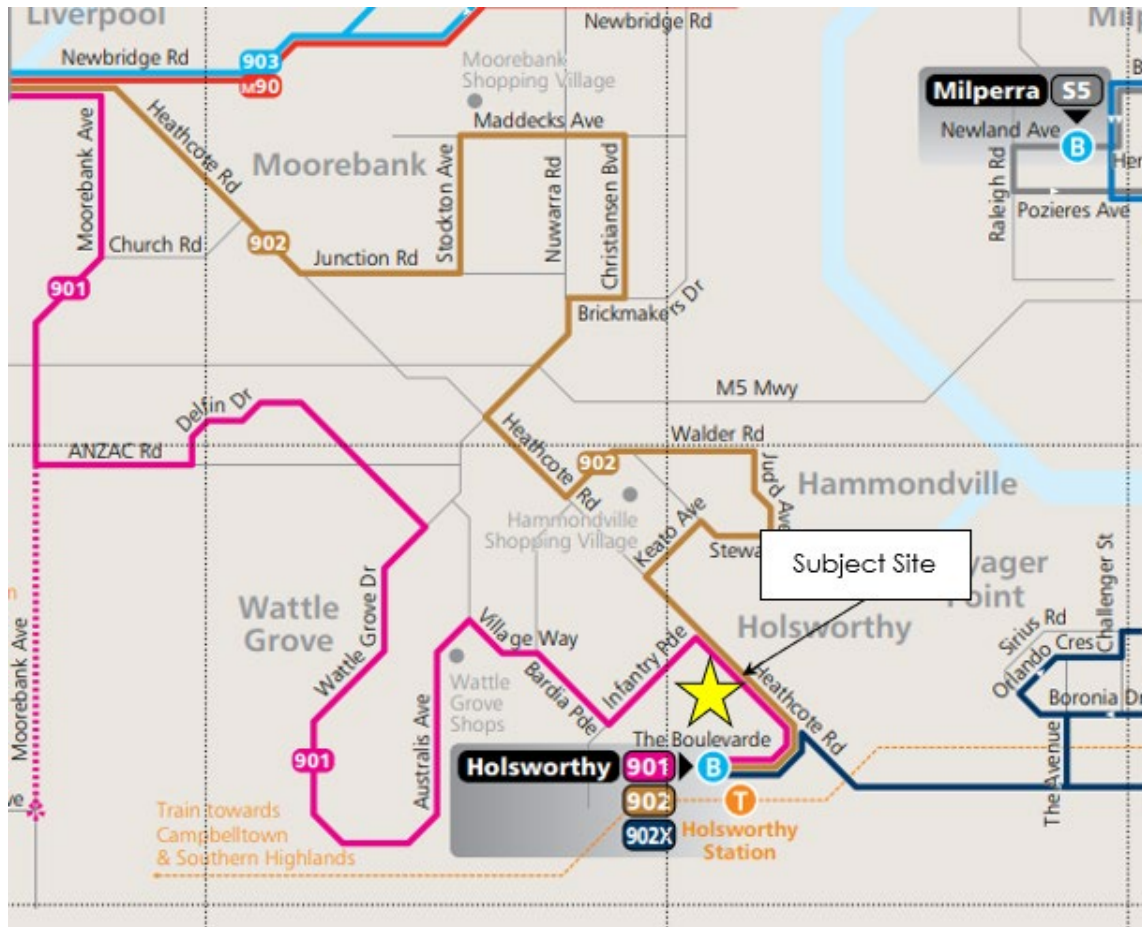 Liverpool
Newbridge Rd
Newbridge Rd
903
M90
Moorebank
Shopping Village
Heathcote Rd
Moorebank Ave
Moorebank
Maddecks Ave
Stockton Ave
Nuwarra Rd
Christiansen Bvd
Milperra
S5
Newland Ave
B
Raleigh Rd
Pozieres Ave
Church Rd
902
Junction Rd
901
Brickmakers Dr
M5 Mwy
Delfin Dr
ANZAC Rd
Heathcote Rd
902
Walder Rd
Judd Ave
Hammondville
Hammondville
Shopping Village
Keato Ave
Subject Site
Challenger St
Wattle
Grove
Wattle Grove Dr
Village Way
Holsworthy
Point
Sirius Rd
Orlando Cres
Moorebank Ave
Infantry Pde
Bardia Pde
Wattle
Grove
Shops
Australis Ave
Heathcote Rd
Boronia
The Boulevarde
The Avenue
901
Holsworthy
901
B
902
T
902X
Holsworthy
Station
Train towards
Campbelltown
& Southern Highlands